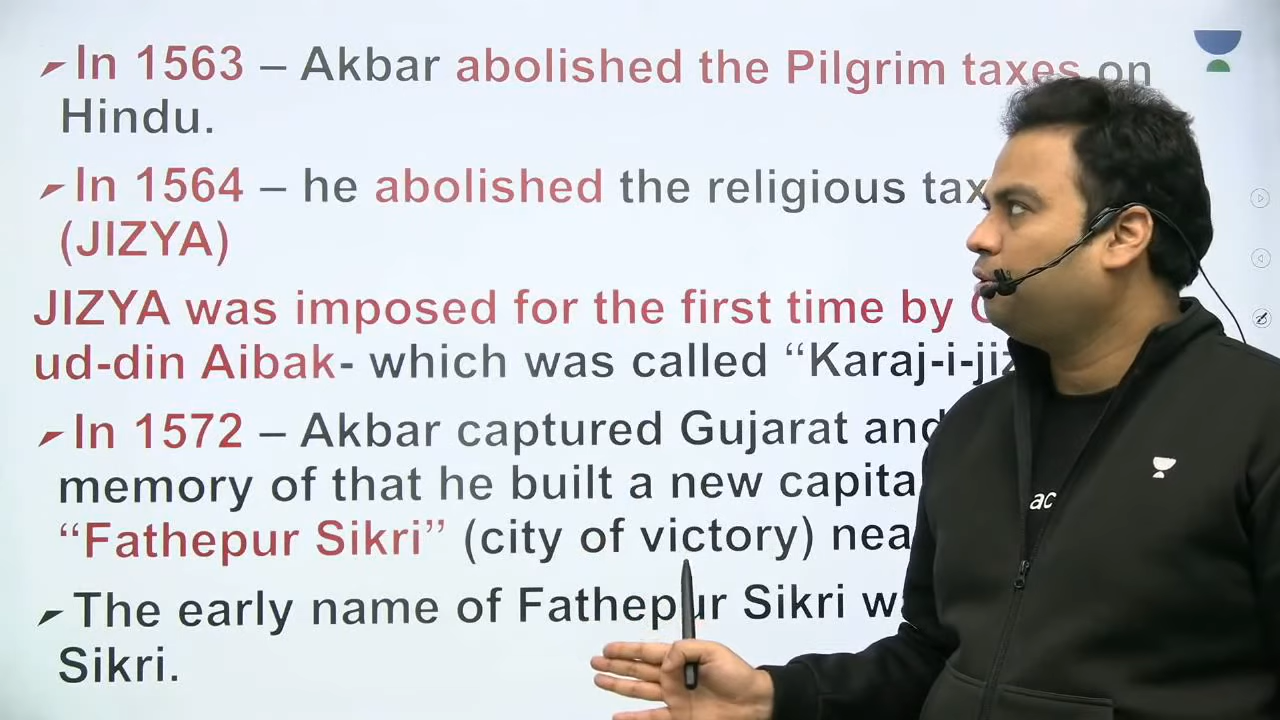 In 1563 – Akbar abolished the Pilgrim taxes on
Hindu.
In 1564 – he abolished the religious tax
(JIZYA)
JIZYA was imposed for the first time by
ud-din Aibak- which was called “Karaj-i-
In 1572 – Akbar captured Gujarat and
memory of that he built a new
“Fathepur Sikri” (city of victory)
The early name of Fathepur Sikri
Sikri.
ac